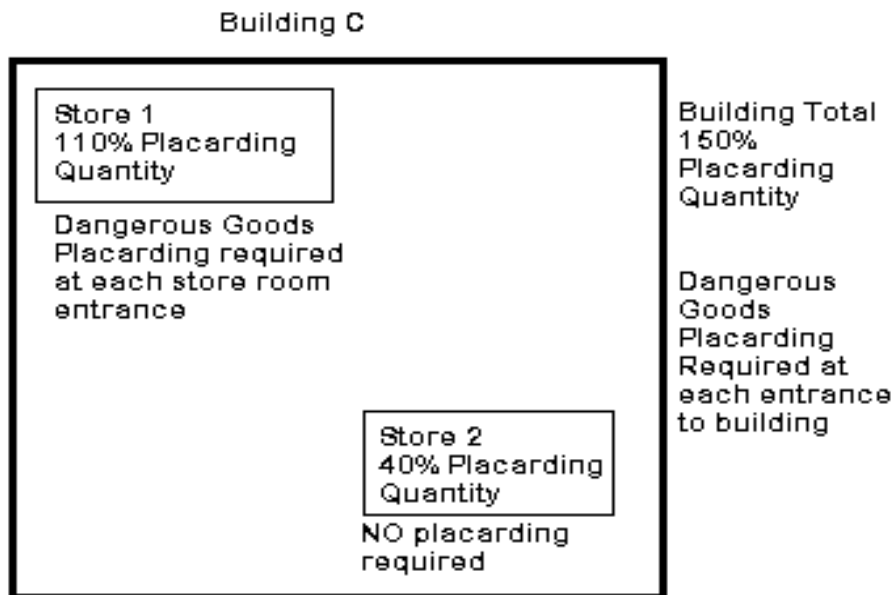 Building C
Store 1
110% Placarding
Quantity
Dangerous Goods
Placarding required
at each store room
entrance
Store 2
40% Placarding
Quantity
NO placarding
required
Building Total
150%
Placarding
Quantity
Dangerous
Goods
Placarding
Required at
each entrance
to building